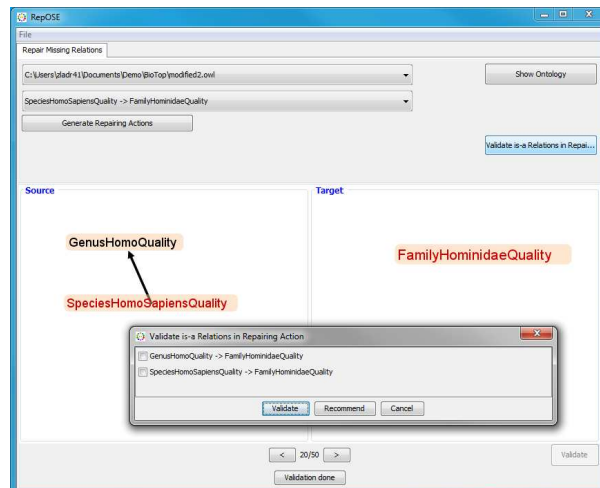 RepOSE
File
Repair Missing Relations
C:\Users\zladr41\Documents\Demo\BioTop\modified2.owl
Show Ontology
SpeciesHomoSapiensQuality -> FamilyHominidaeQuality
Generate Repairing Actions
Validate is-a Relations in Repai...
Source
Target
GenusHomoQuality
FamilyHominidaeQuality
SpeciesHomoSapiensQuality
Validate is-a Relations in Repairing Action
GenusHomoQuality -> FamilyHominidaeQuality
SpeciesHomoSapiensQuality -> FamilyHominidaeQuality
Validate Recommend Cancel
< 20/50 > Validate
Validation done